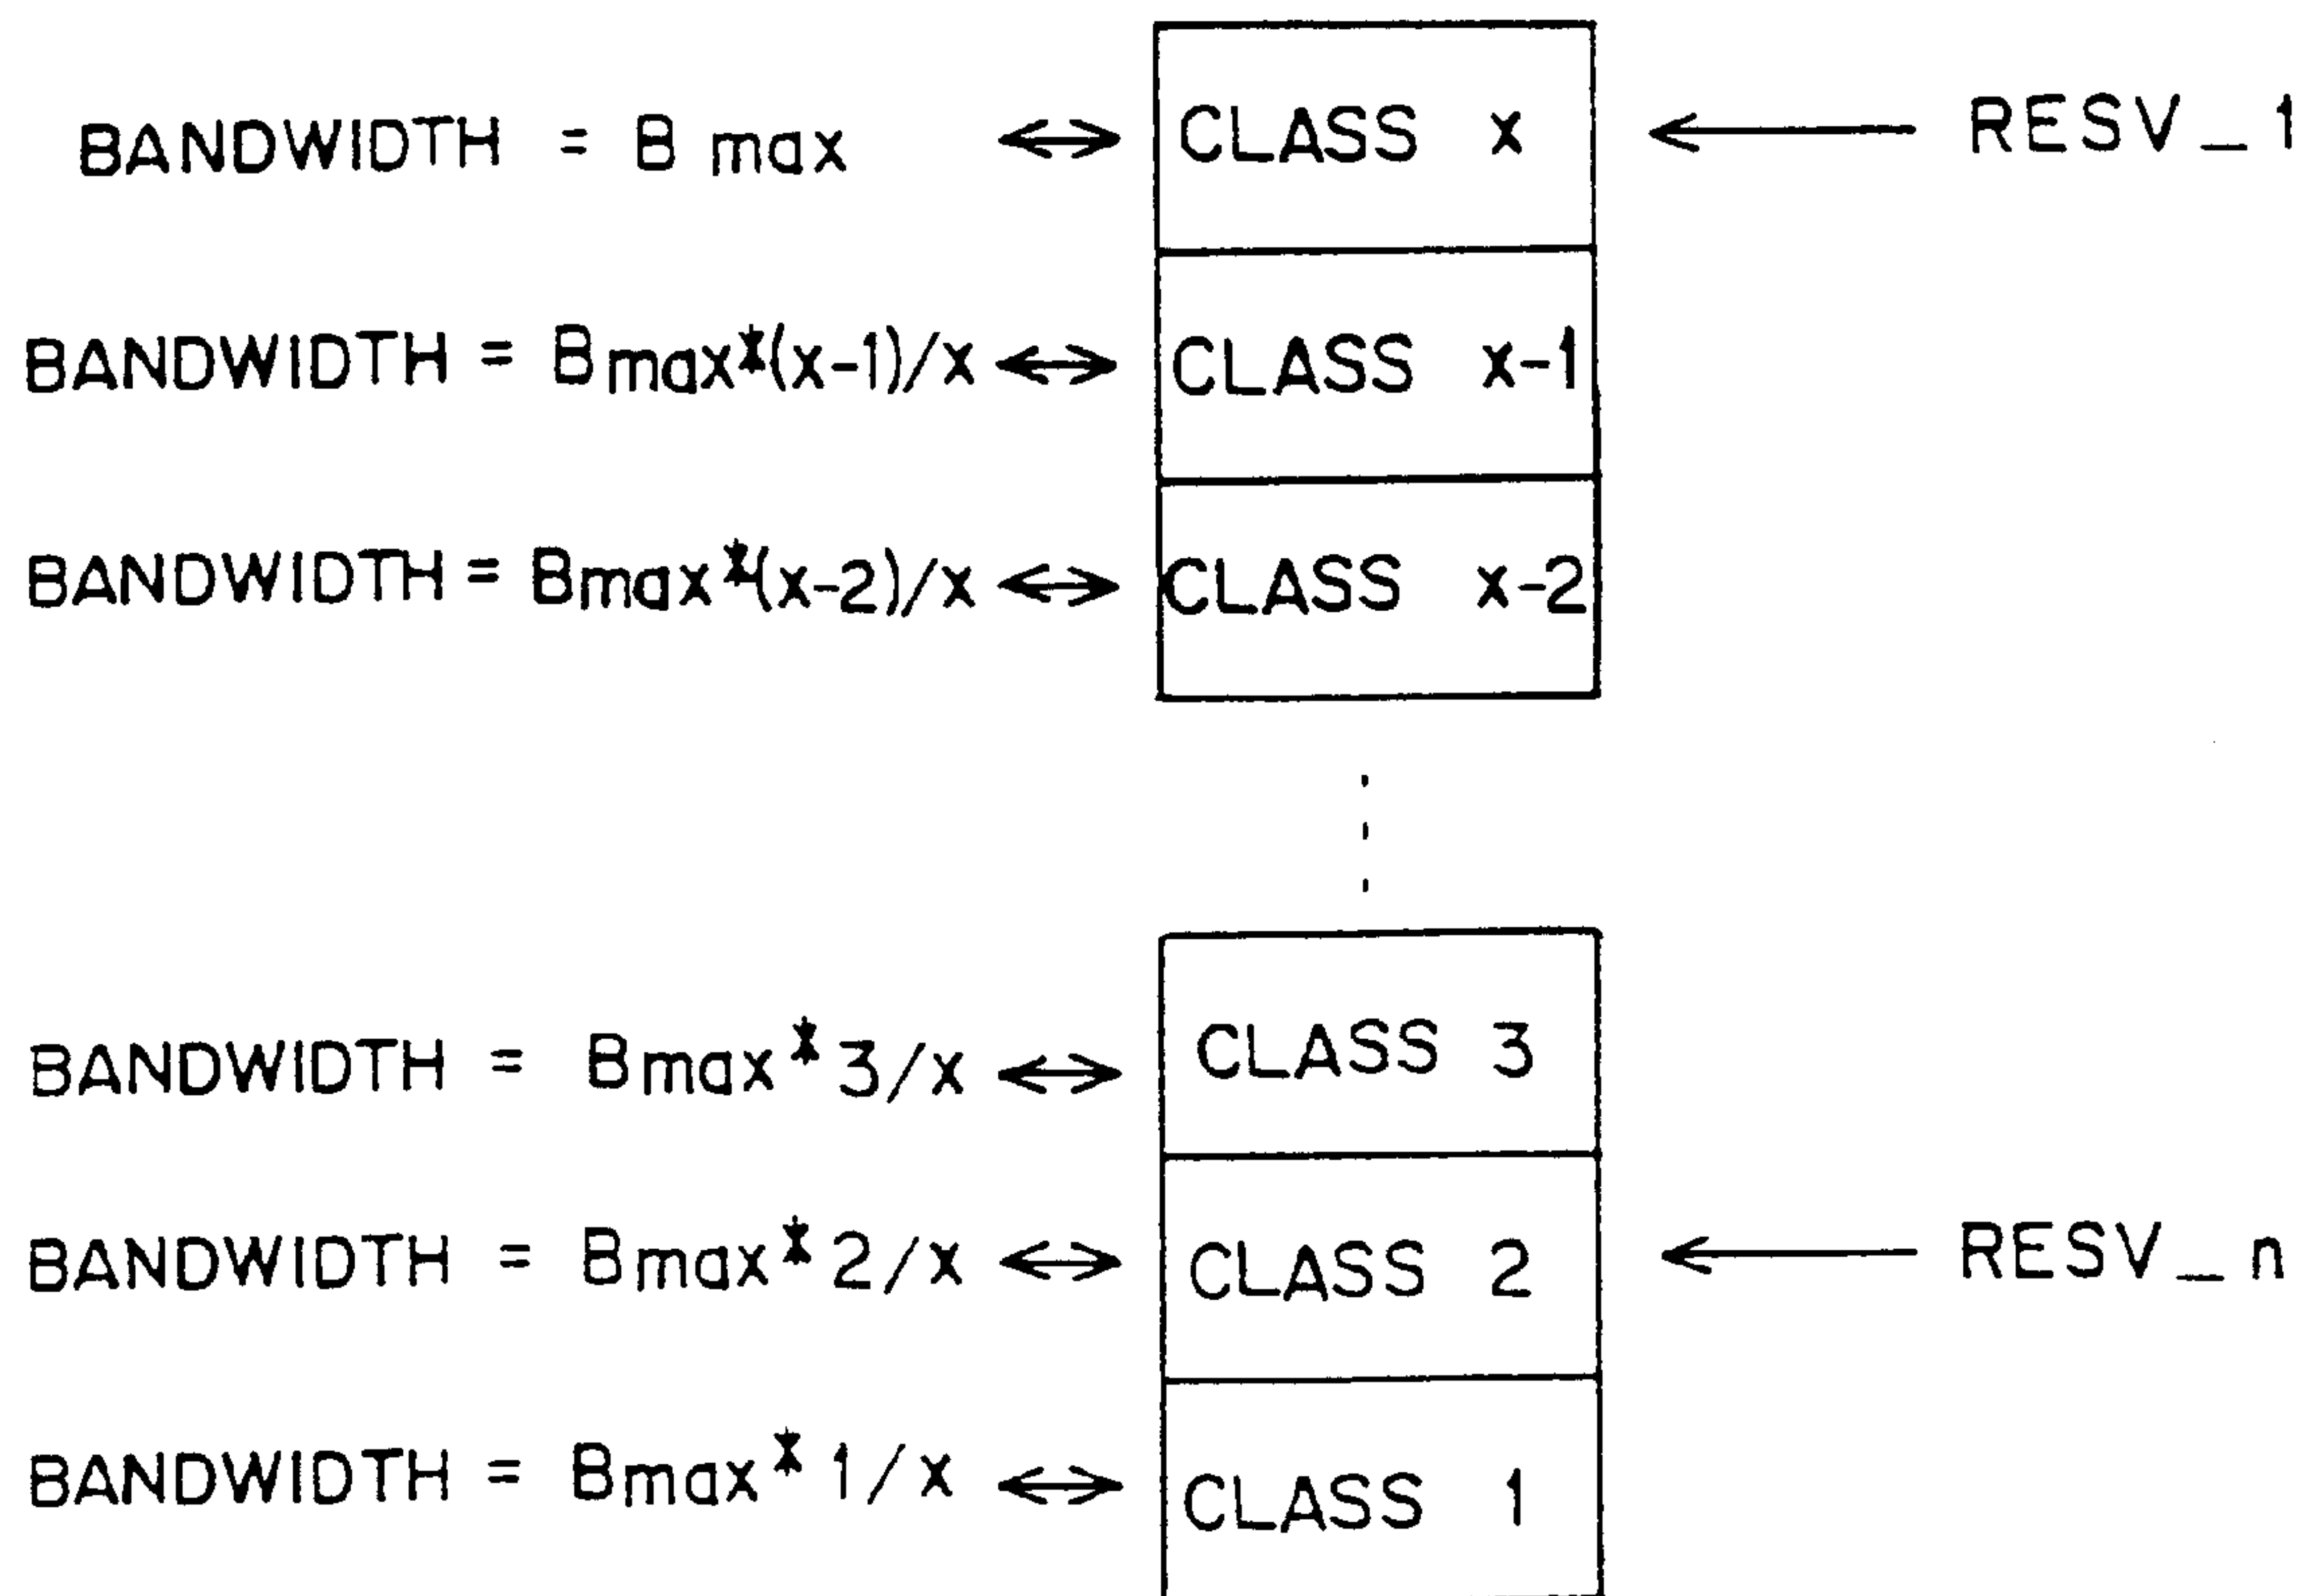 BANDWIDTH = B max ⟺ CLASS x ← RESV_1
BANDWIDTH = Bmax*(x-1)/x ⟺ CLASS x-1
BANDWIDTH = Bmax*(x-2)/x ⟺ CLASS x-2
BANDWIDTH = Bmax*3/x ⟺ CLASS 3
BANDWIDTH = Bmax*2/x ⟺ CLASS 2 ← RESV_n
BANDWIDTH = Bmax*1/x ⟺ CLASS 1